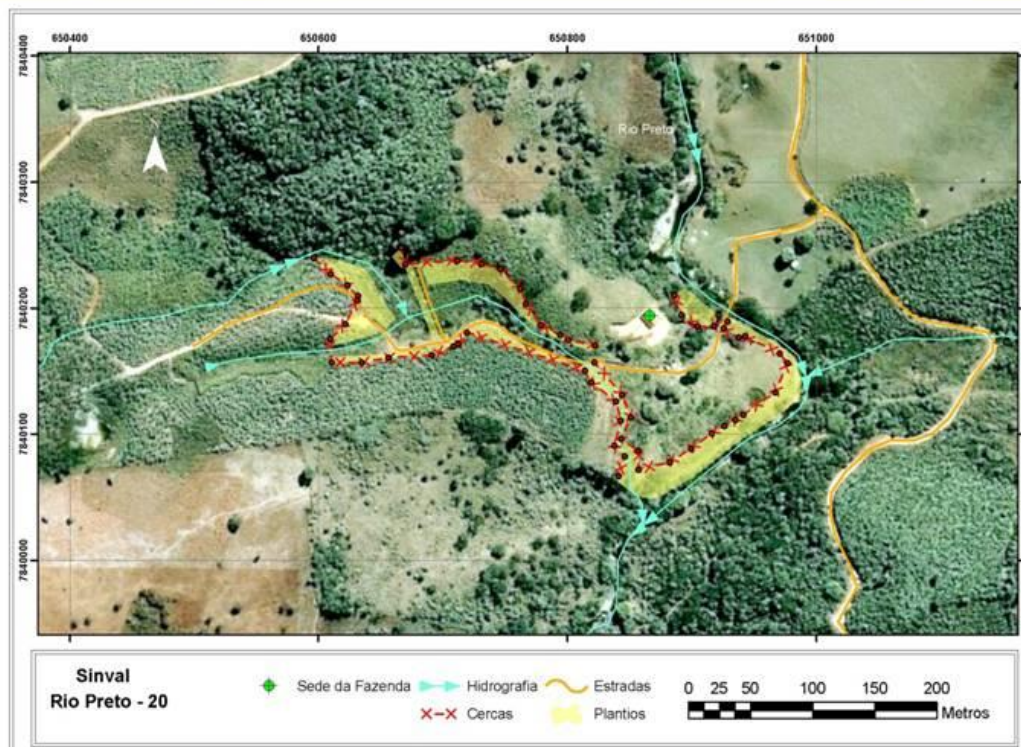 650400 650600 650800 651000
7840400
7840300
7840200
7840100
7840000
N
Rio Preto
Sinval
Rio Preto - 20
Sede da Fazenda
Hidrografia
Estradas
Cercas
Plantios
0 25 50 100 150 200
Metros